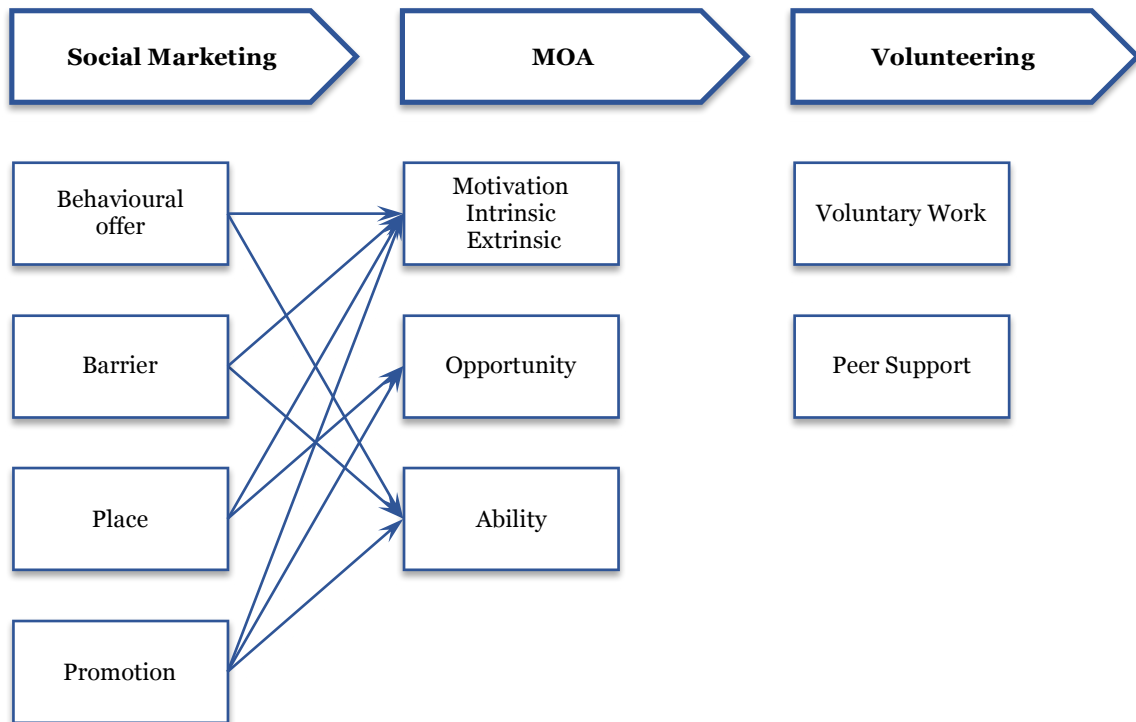 Social Marketing
MOA
Volunteering
Behavioural
offer
Motivation
Intrinsic
Extrinsic
Voluntary Work
Barrier
Opportunity
Peer Support
Place
Ability
Promotion